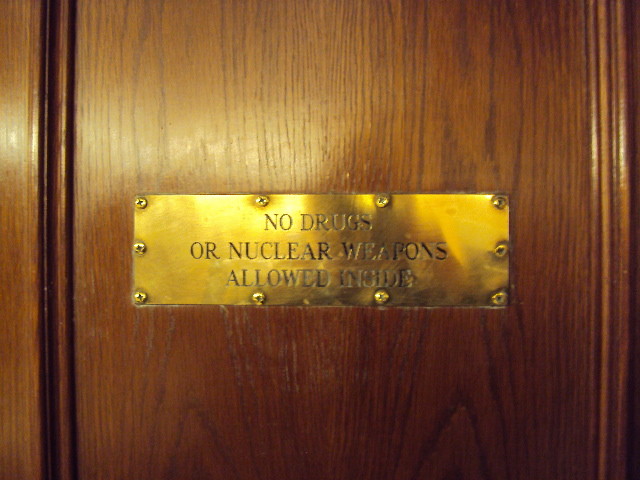 NO DRUGS
OR NUCLEAR WEAPONS
ALLOWED INSIDE